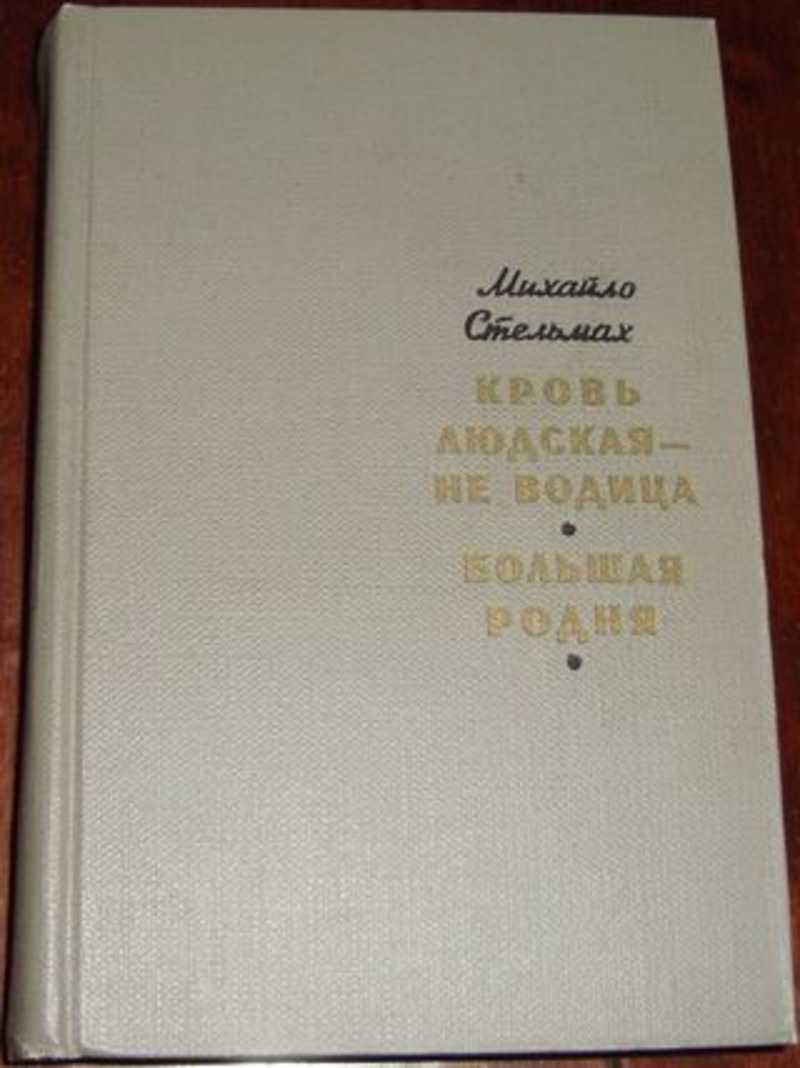 Михайло
Стельмах
КРОВЬ
ЛЮДСКАЯ—
НЕ ВОДИЦА
•
БОЛЬШАЯ
РОДНЯ
•